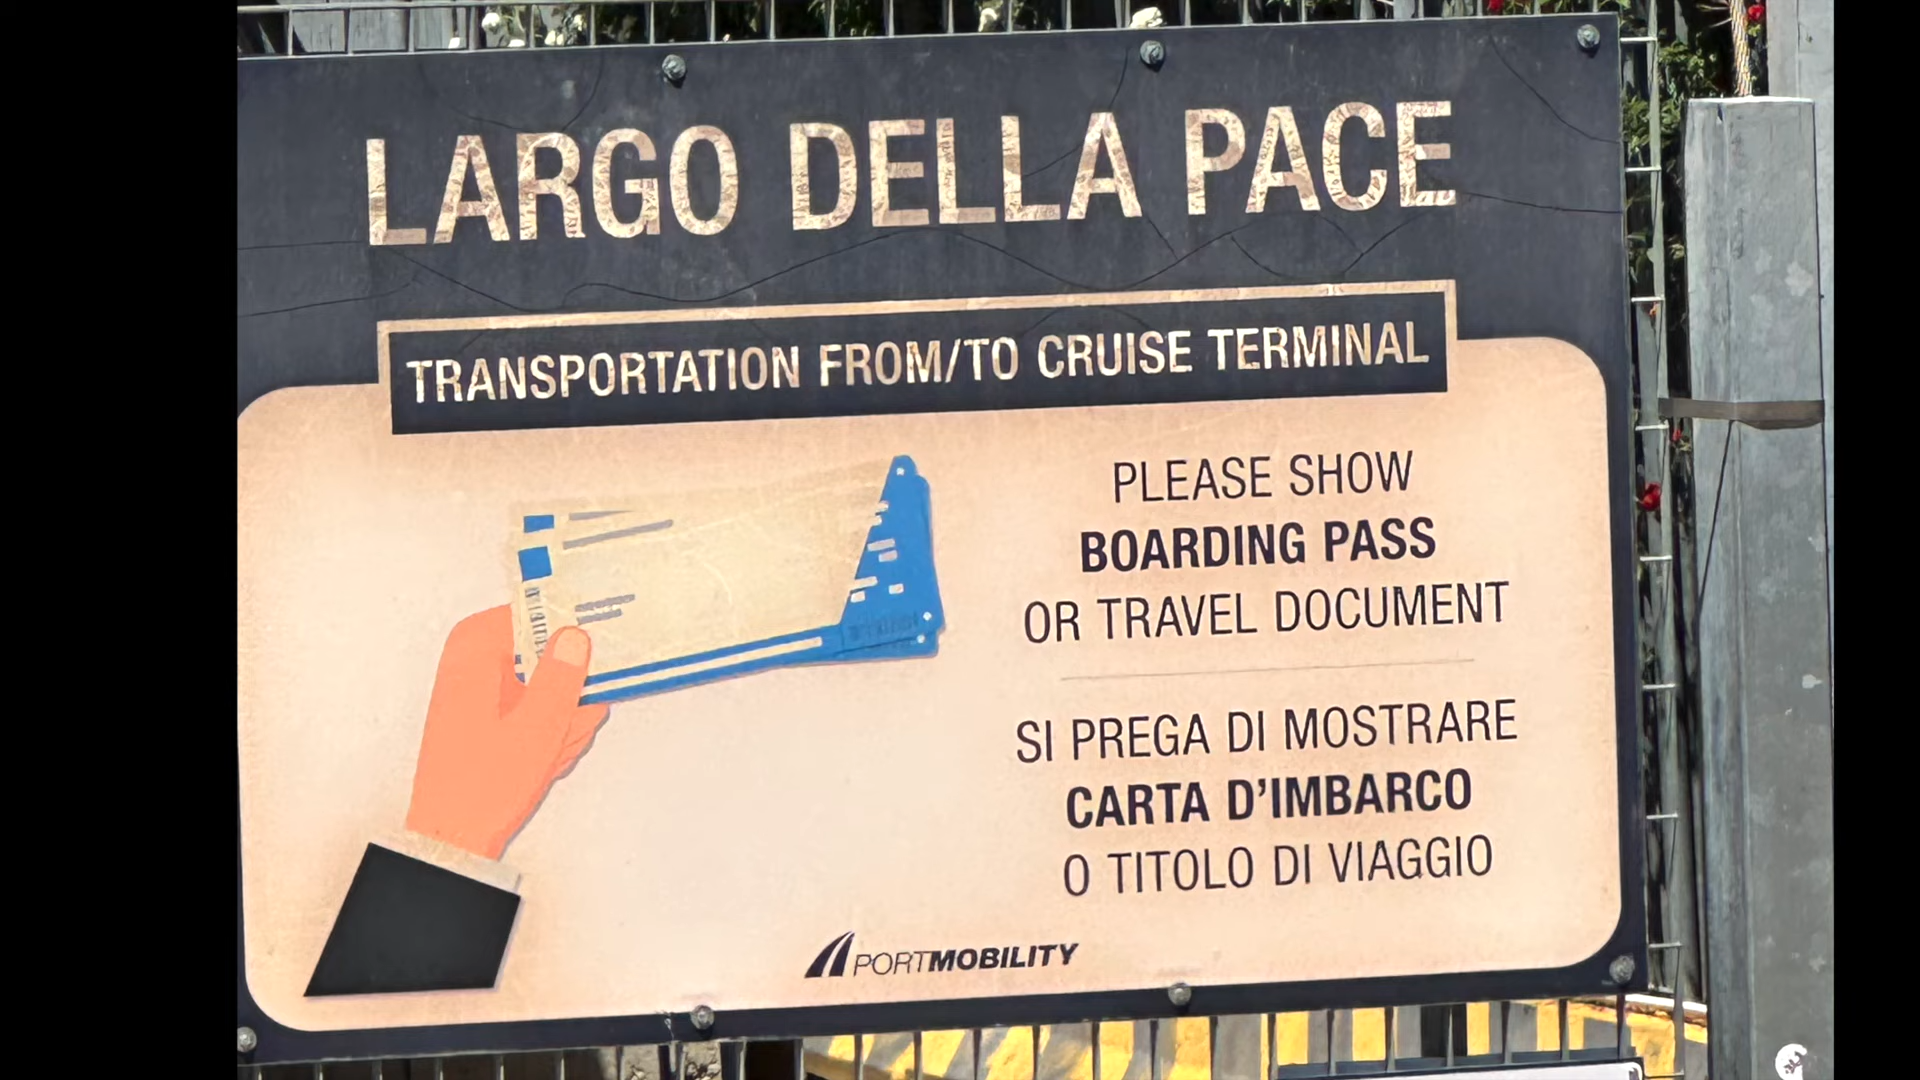 LARGO DELLA PACE
TRANSPORTATION FROM/TO CRUISE TERMINAL
PLEASE SHOW
BOARDING PASS
OR TRAVEL DOCUMENT
SI PREGA DI MOSTRARE
CARTA D'IMBARCO
O TITOLO DI VIAGGIO
PORTMOBILITY